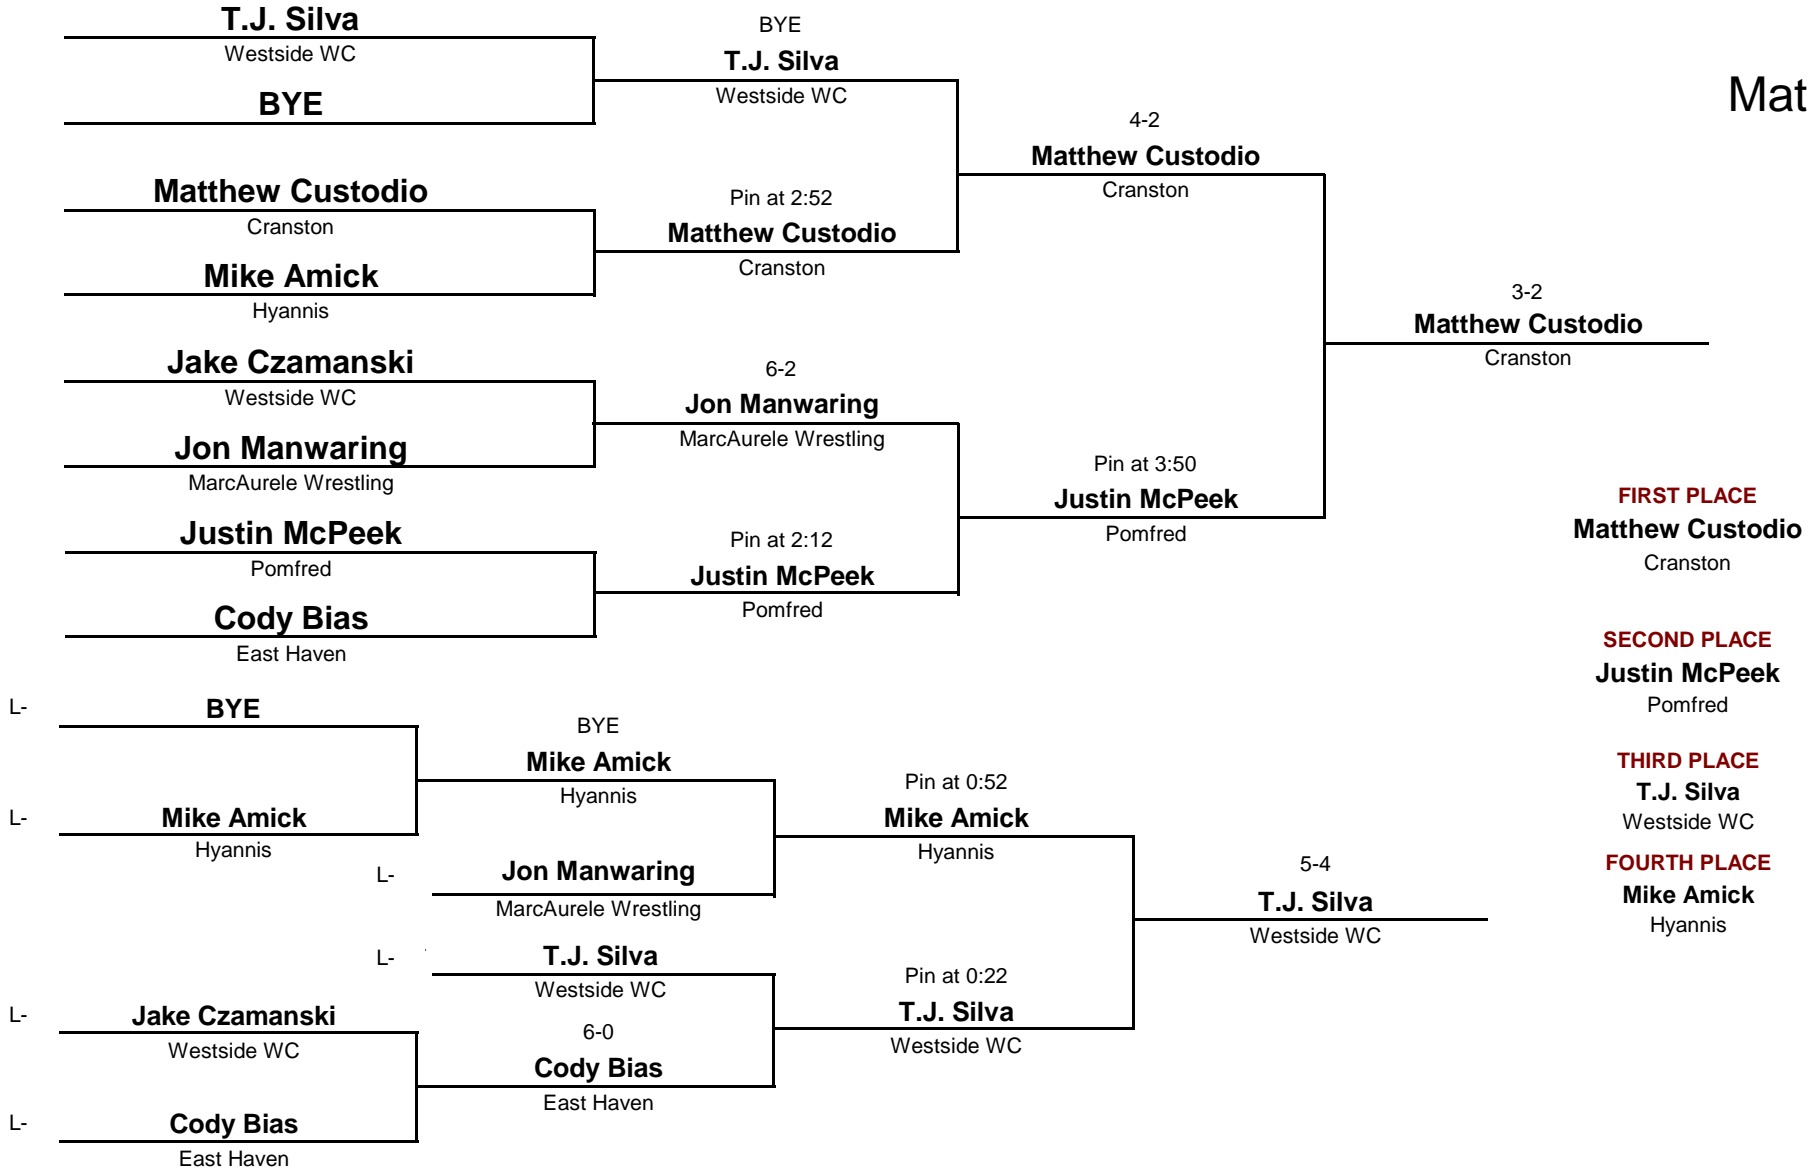 T.J. Silva
Westside WC
BYE
Matthew Custodio
Cranston
Mike Amick
Hyannis
Jake Czamanski
Westside WC
Jon Manwaring
MarcAurele Wrestling
Justin McPeek
Pomfred
Cody Bias
East Haven
BYE
T.J. Silva
Westside WC
Pin at 2:52
Matthew Custodio
Cranston
6-2
Jon Manwaring
MarcAurele Wrestling
Pin at 2:12
Justin McPeek
Pomfred
4-2
Matthew Custodio
Cranston
Pin at 3:50
Justin McPeek
Pomfred
3-2
Matthew Custodio
Cranston
Mat
FIRST PLACE
Matthew Custodio
Cranston
SECOND PLACE
Justin McPeek
Pomfred
THIRD PLACE
T.J. Silva
Westside WC
FOURTH PLACE
Mike Amick
Hyannis
L- BYE
L- Mike Amick
Hyannis
L- Jake Czamanski
Westside WC
L- Cody Bias
East Haven
BYE
Mike Amick
Hyannis
L- Jon Manwaring
MarcAurele Wrestling
L- T.J. Silva
Westside WC
6-0
Cody Bias
East Haven
Pin at 0:52
Mike Amick
Hyannis
Pin at 0:22
T.J. Silva
Westside WC
5-4
T.J. Silva
Westside WC